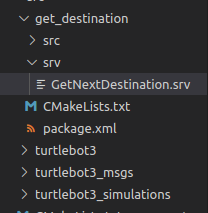 get_destination
src
srv
GetNextDestination.srv
CMakeLists.txt
package.xml
turtlebot3
turtlebot3_msgs
turtlebot3_simulations